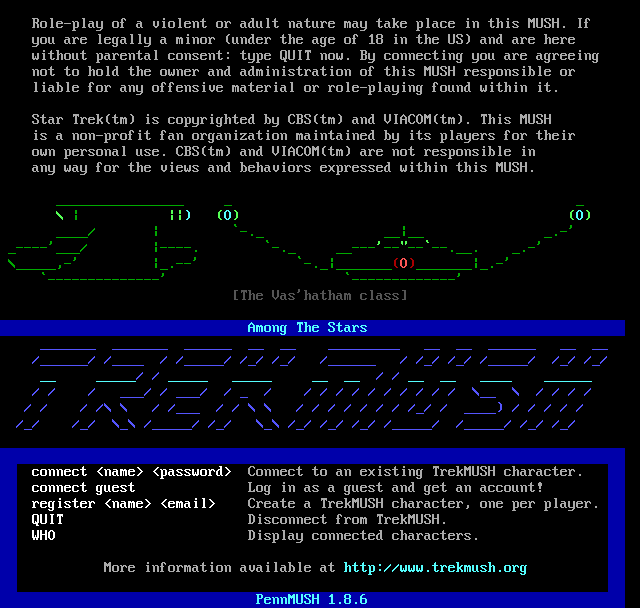 Role-play of a violent or adult nature may take place in this MUSH. If
you are legally a minor (under the age of 18 in the US) and are here
without parental consent: type QUIT now. By connecting you are agreeing
not to hold the owner and administration of this MUSH responsible or
liable for any offensive material or role-playing found within it.
Star Trek(tm) is copyrighted by CBS(tm) and VIACOM(tm). This MUSH
is a non-profit fan organization maintained by its players for their
own personal use. CBS(tm) and VIACOM(tm) are not responsible in
any way for the views and behaviors expressed within this MUSH.
[The Vas'hatham class]
Among The Stars
TREKMUSH
connect <name> <password> Connect to an existing TrekMUSH character.
connect guest Log in as a guest and get an account!
register <name> <email> Create a TrekMUSH character, one per player.
QUIT Disconnect from TrekMUSH.
WHO Display connected characters.
More information available at http://www.trekmush.org
PennMUSH 1.8.6